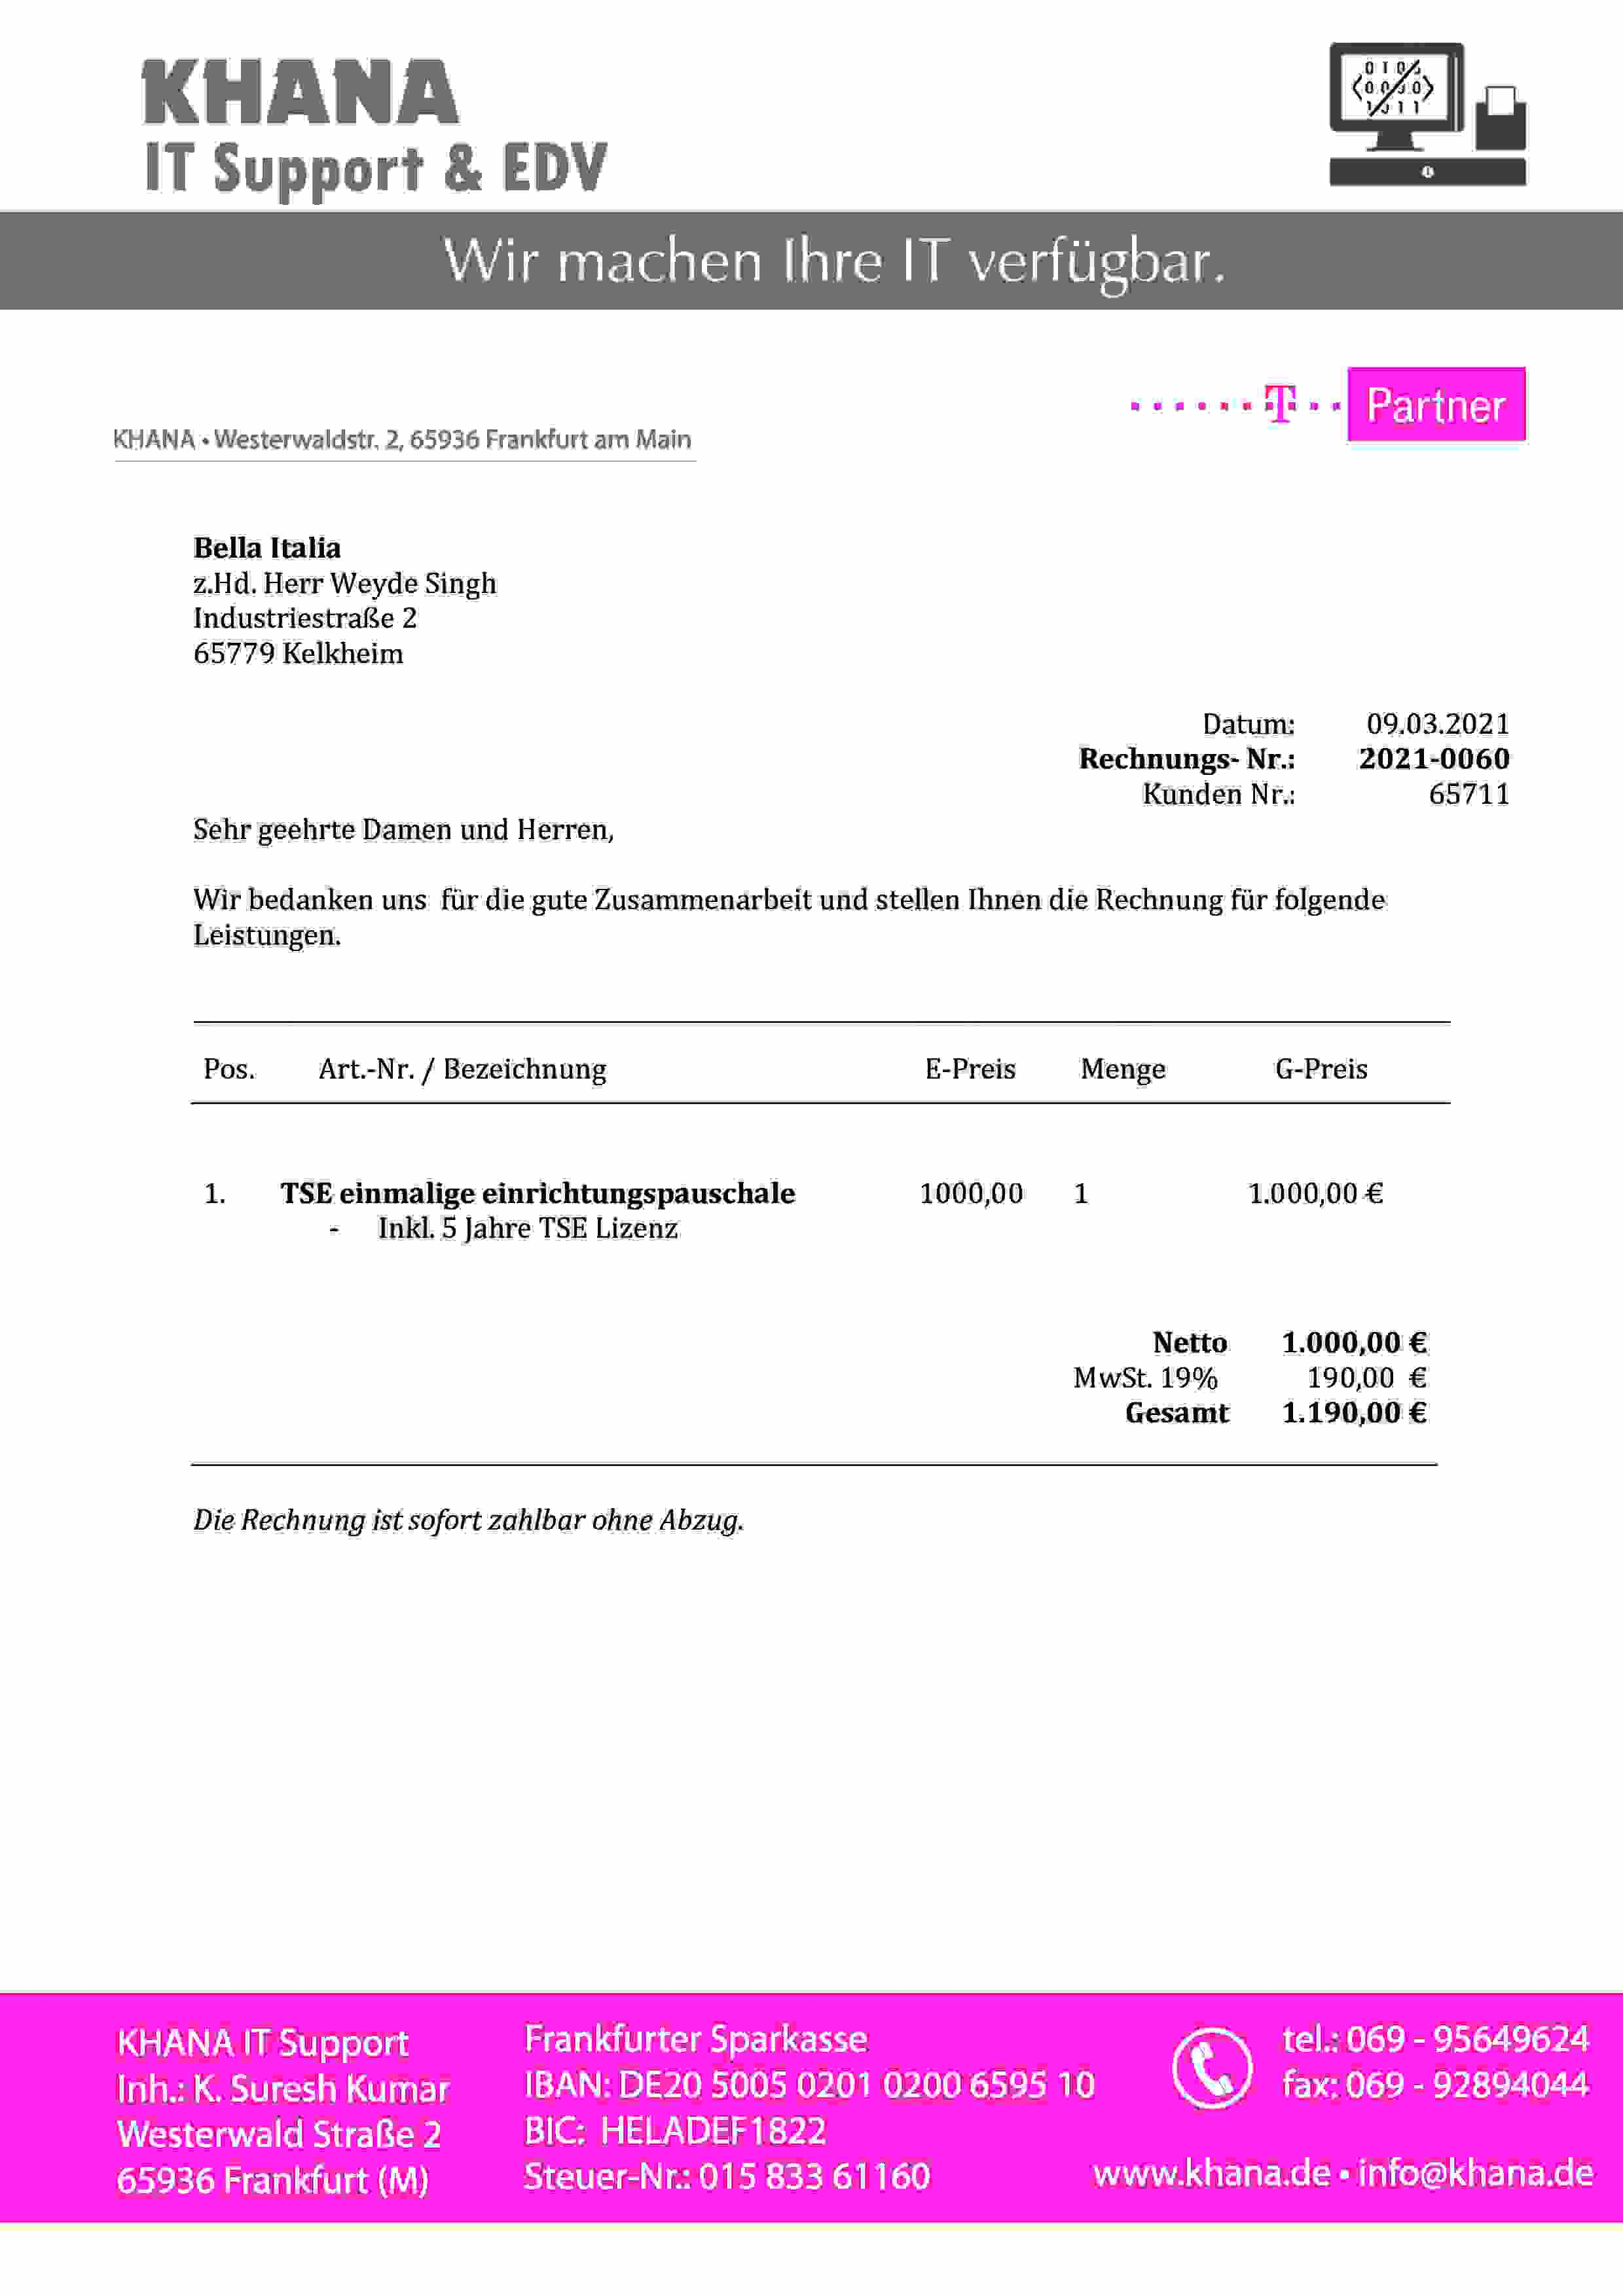 KHANA
IT Support & EDV
Wir machen Ihre IT verfügbar.
T Partner
KHANA • Westerwaldstr. 2, 65936 Frankfurt am Main
Bella Italia
z.Hd. Herr Weyde Singh
Industriestraße 2
65779 Kelkheim
Datum: 09.03.2021
Rechnungs- Nr.: 2021-0060
Kunden Nr.: 65711
Sehr geehrte Damen und Herren,
Wir bedanken uns für die gute Zusammenarbeit und stellen Ihnen die Rechnung für folgende
Leistungen.
Pos. Art.-Nr. / Bezeichnung E-Preis Menge G-Preis
1. TSE einmalige einrichtungspauschale 1000,00 1 1.000,00 €
- Inkl. 5 Jahre TSE Lizenz
Netto 1.000,00 €
MwSt. 19% 190,00 €
Gesamt 1.190,00 €
Die Rechnung ist sofort zahlbar ohne Abzug.
KHANA IT Support
Inh.: K. Suresh Kumar
Westerwald Straße 2
65936 Frankfurt (M)
Frankfurter Sparkasse
IBAN: DE20 5005 0201 0200 6595 10
BIC: HELADEF1822
Steuer-Nr.: 015 833 61160
tel.: 069 - 95649624
fax: 069 - 92894044
www.khana.de • info@khana.de